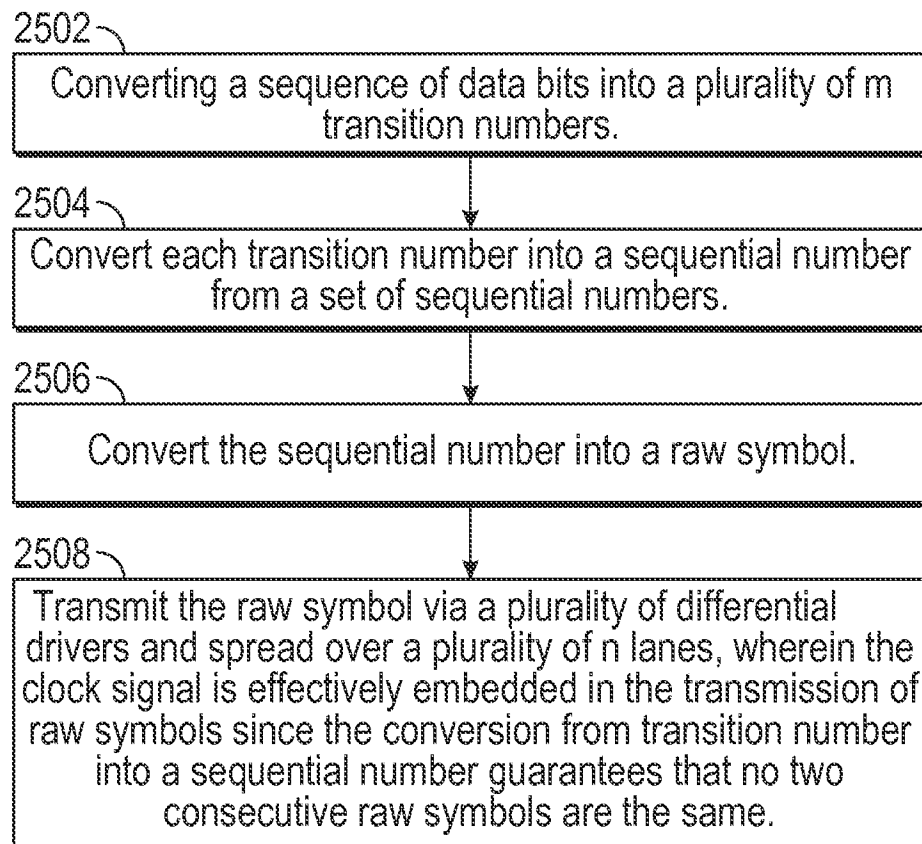 2502
Converting a sequence of data bits into a plurality of m
transition numbers.
2504
Convert each transition number into a sequential number
from a set of sequential numbers.
2506
Convert the sequential number into a raw symbol.
2508
Transmit the raw symbol via a plurality of differential
drivers and spread over a plurality of n lanes, wherein the
clock signal is effectively embedded in the transmission of
raw symbols since the conversion from transition number
into a sequential number guarantees that no two
consecutive raw symbols are the same.